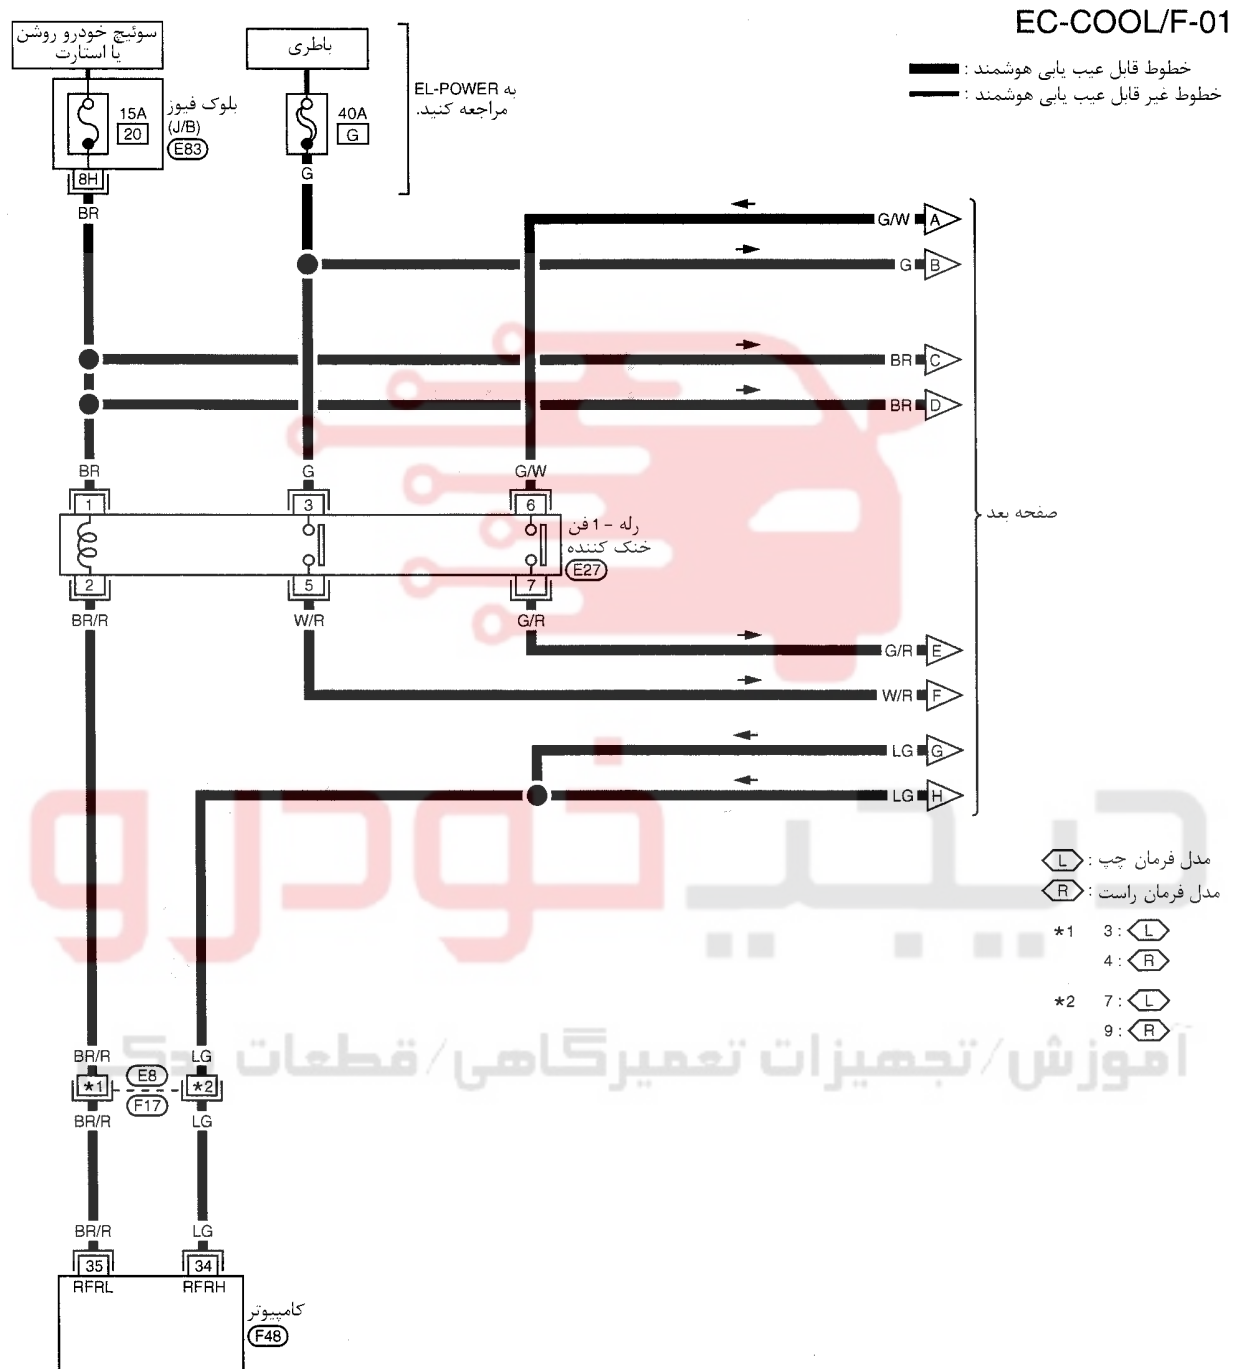 EC-COOL/F-01
سوئیچ خودرو روشن
یا استارت
باطری
به EL-POWER
مراجعه کنید.
خطوط قابل عیب یابی هوشمند :
خطوط غیر قابل عیب یابی هوشمند :
15A
20
بلوک فیوز
(J/B)
E83
40A
G
8H
G
BR
G/W A
G B
BR C
BR D
BR
G
G/W
1
3
6
رله - 1 فن
خنک کننده
E27
صفحه بعد
2
5
7
BR/R
W/R
G/R
G/R E
W/R F
LG G
LG H
دیجیت خودرو
مدل فرمان چپ : L
مدل فرمان راست : R
*1 3 : L
4 : R
*2 7 : L
9 : R
آموزش/تجهیزات تعمیرگاهی/قطعات یدکی
BR/R
LG
*1
E8
F17
*2
BR/R
LG
BR/R
LG
35
34
RFRL
RFRH
کامپیوتر
F48